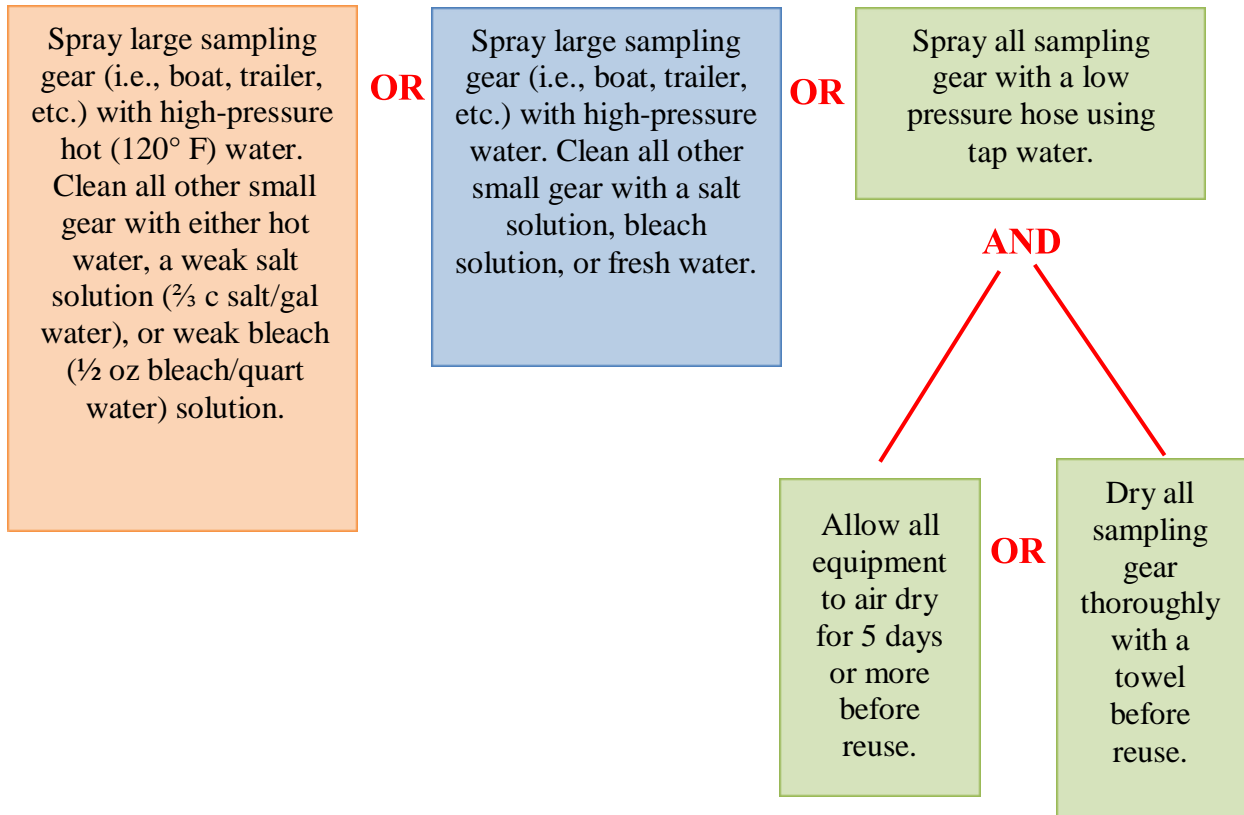 Spray large sampling
gear (i.e., boat, trailer,
etc.) with high-pressure
hot (120° F) water.
Clean all other small
gear with either hot
water, a weak salt
solution (⅔ c salt/gal
water), or weak bleach
(½ oz bleach/quart
water) solution.
OR
Spray large sampling
gear (i.e., boat, trailer,
etc.) with high-pressure
water. Clean all other
small gear with a salt
solution, bleach
solution, or fresh water.
OR
Spray all sampling
gear with a low
pressure hose using
tap water.
AND
Allow all
equipment
to air dry
for 5 days
or more
before
reuse.
OR
Dry all
sampling
gear
thoroughly
with a
towel
before
reuse.